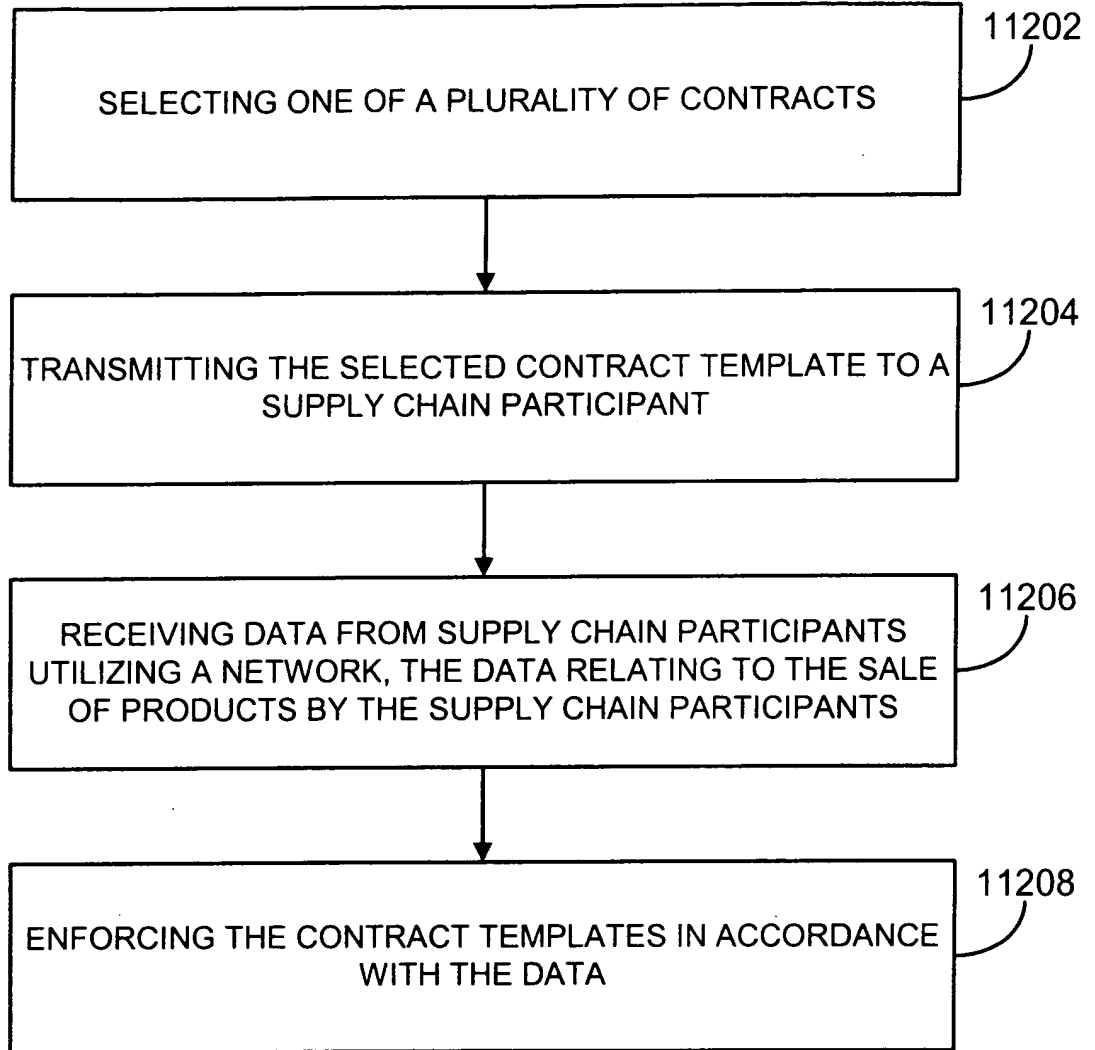 11202
SELECTING ONE OF A PLURALITY OF CONTRACTS
11204
TRANSMITTING THE SELECTED CONTRACT TEMPLATE TO A
SUPPLY CHAIN PARTICIPANT
11206
RECEIVING DATA FROM SUPPLY CHAIN PARTICIPANTS
UTILIZING A NETWORK, THE DATA RELATING TO THE SALE
OF PRODUCTS BY THE SUPPLY CHAIN PARTICIPANTS
11208
ENFORCING THE CONTRACT TEMPLATES IN ACCORDANCE
WITH THE DATA